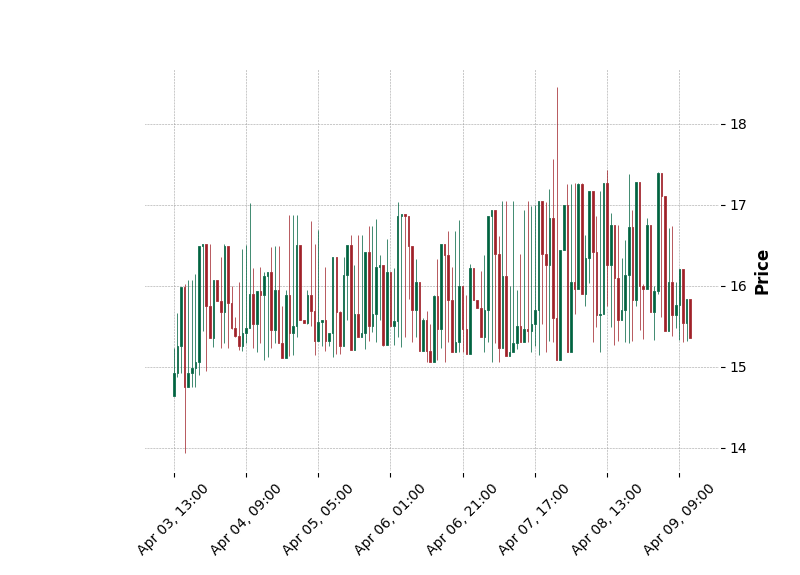 18
17
16
15
14
Price
Apr 03, 13:00
Apr 04, 09:00
Apr 05, 05:00
Apr 06, 01:00
Apr 06, 21:00
Apr 07, 17:00
Apr 08, 13:00
Apr 09, 09:00